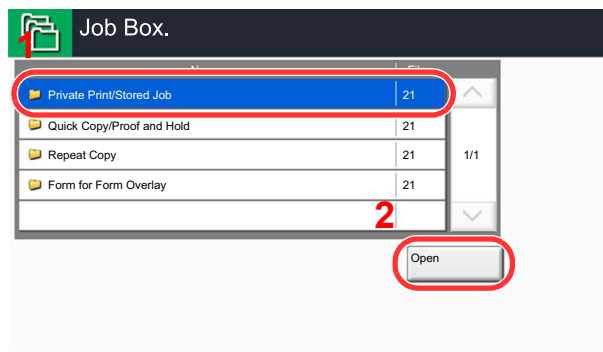 Job Box.
1
Private Print/Stored Job 21
Quick Copy/Proof and Hold 21
Repeat Copy 21 1/1
Form for Form Overlay 21
2
Open